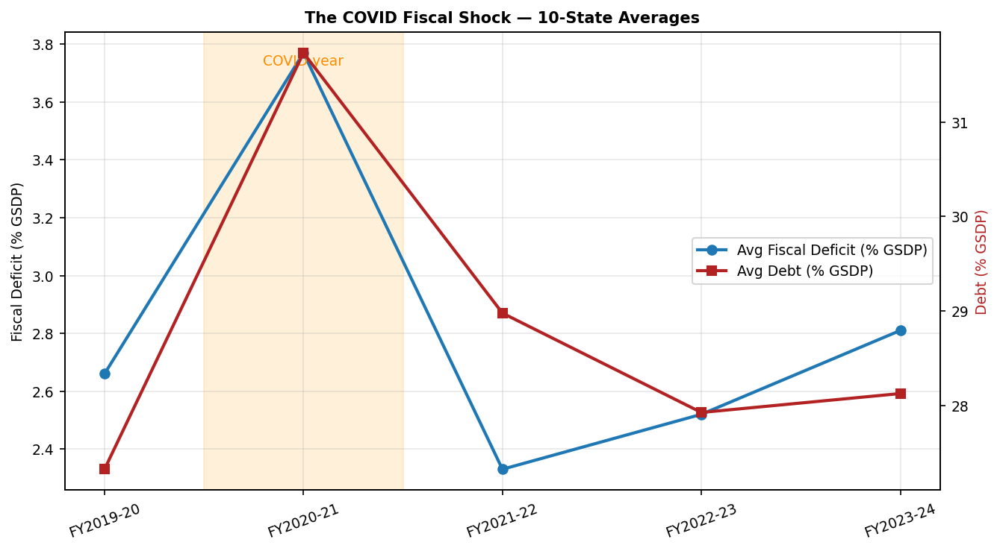 The COVID Fiscal Shock — 10-State Averages
COVID year
3.8
3.6
3.4
3.2
3.0
2.8
2.6
2.4
Fiscal Deficit (% GSDP)
31
30
29
28
Debt (% GSDP)
Avg Fiscal Deficit (% GSDP)
Avg Debt (% GSDP)
FY2019-20
FY2020-21
FY2021-22
FY2022-23
FY2023-24